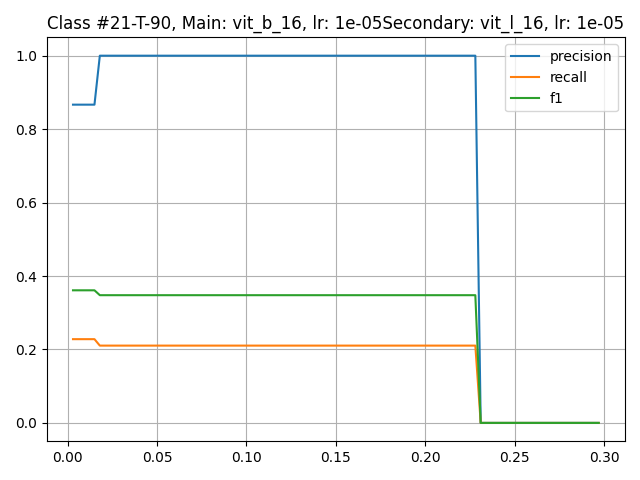 Class #21-T-90, Main: vit_b_16, lr: 1e-05Secondary: vit_l_16, lr: 1e-05
precision
recall
f1
1.0
0.8
0.6
0.4
0.2
0.0
0.00 0.05 0.10 0.15 0.20 0.25 0.30